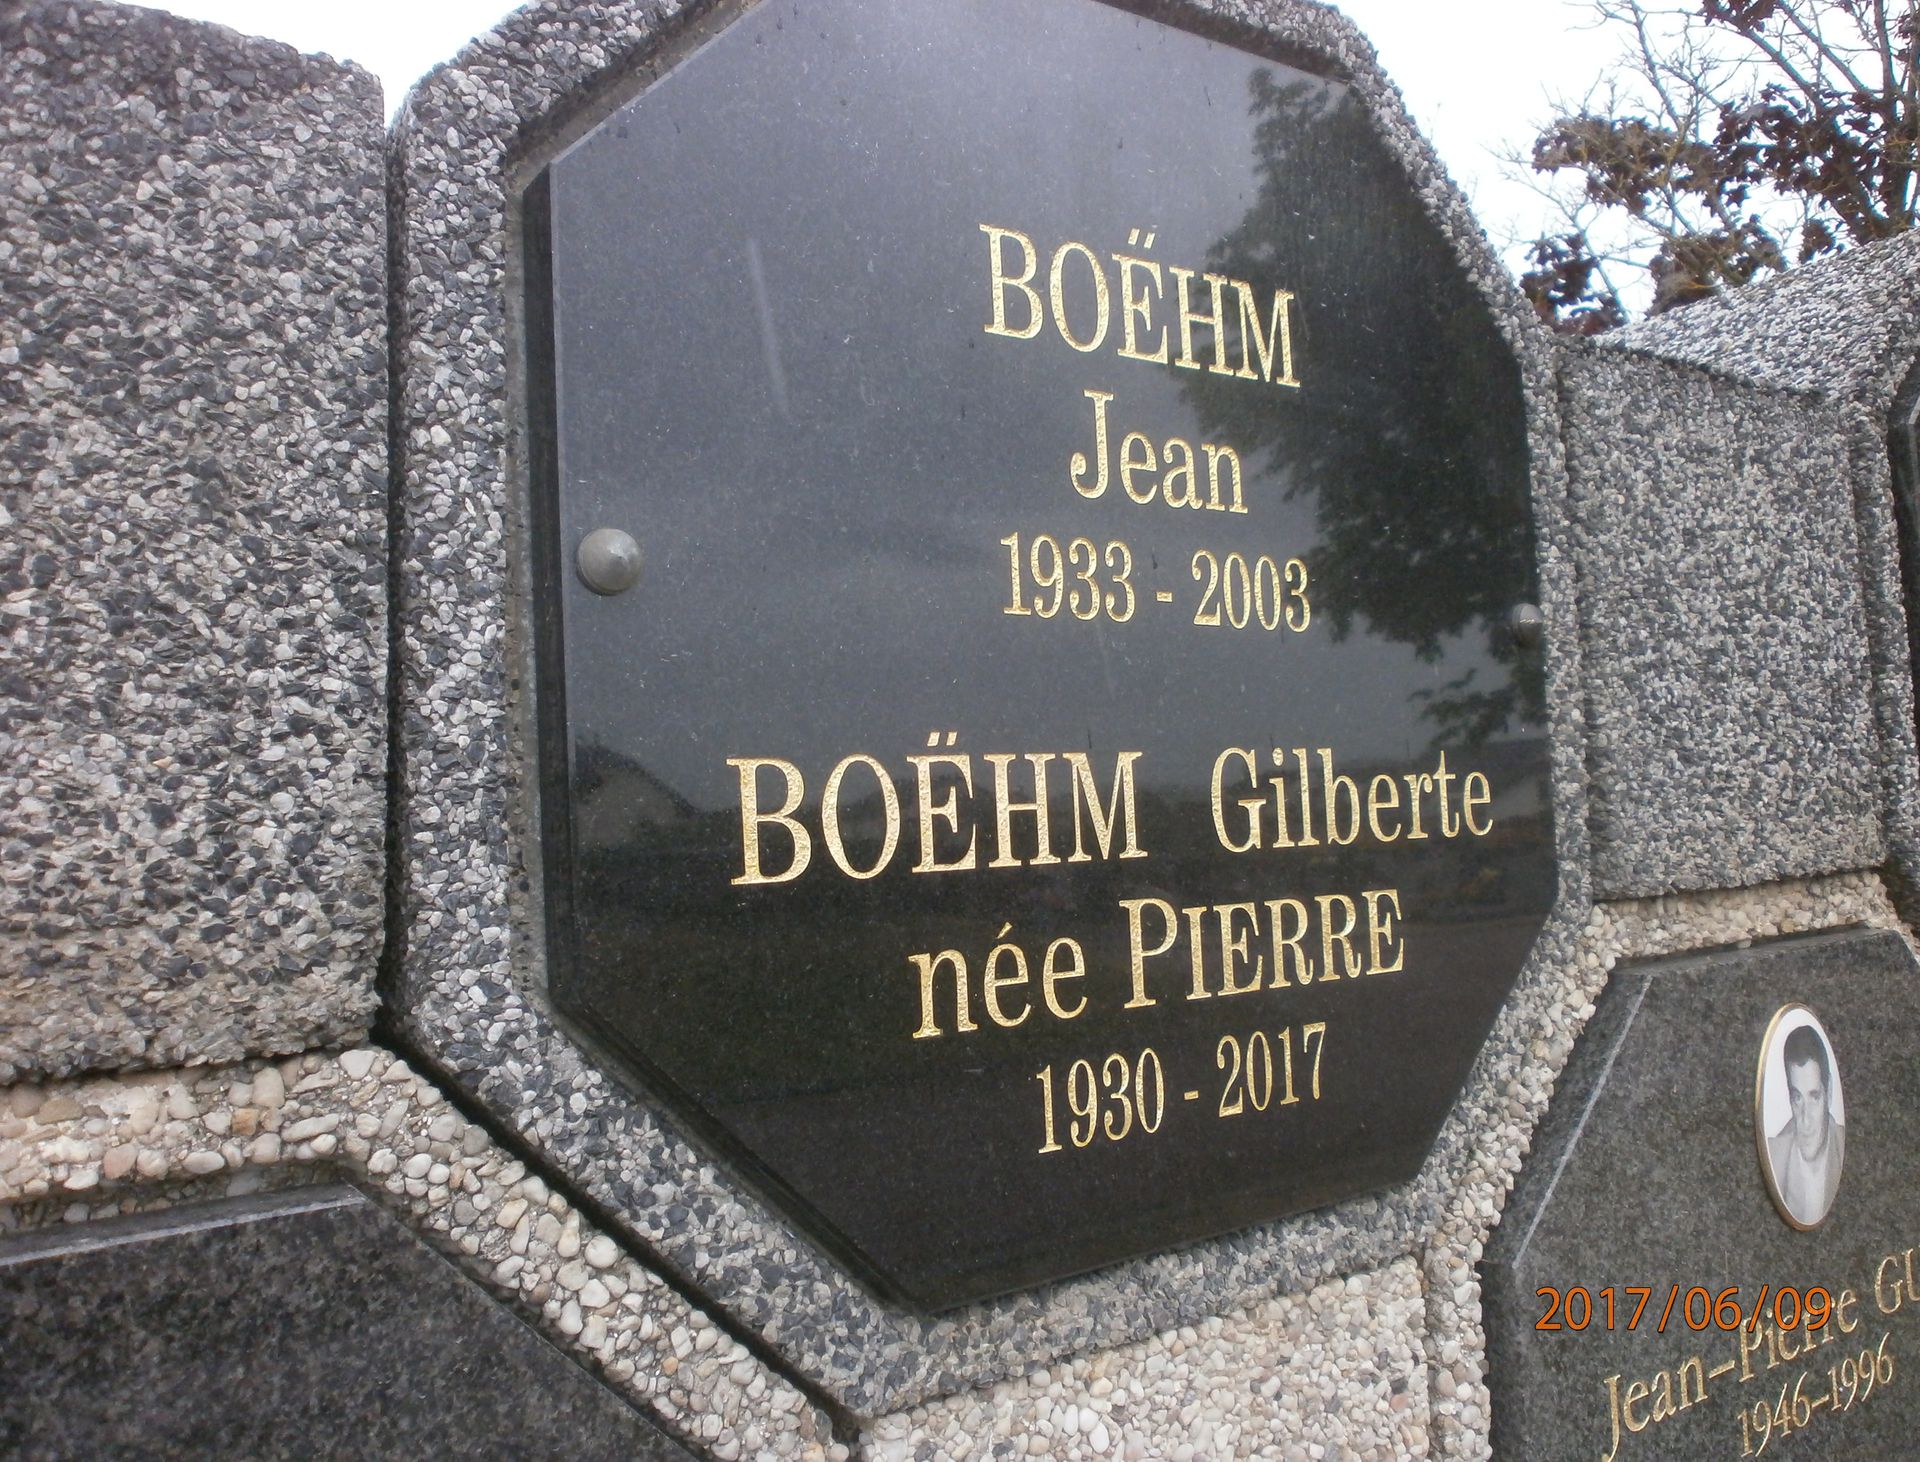 BOËHM
Jean
1933 - 2003
BOËHM Gilberte
née PIERRE
1930 - 2017
2017/06/09
Jean-Pierre
1946-1996